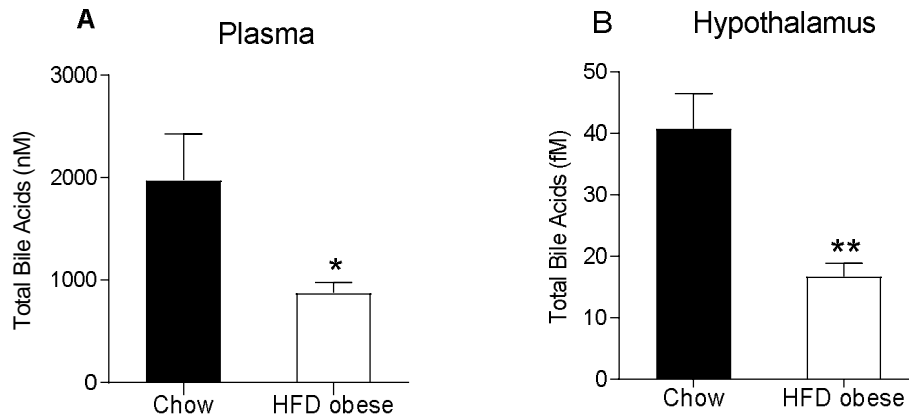 A
Plasma
Total Bile Acids (nM)
3000
2000
1000
0
*
Chow
HFD obese
B
Hypothalamus
Total Bile Acids (fM)
50
40
30
20
10
0
**
Chow
HFD obese